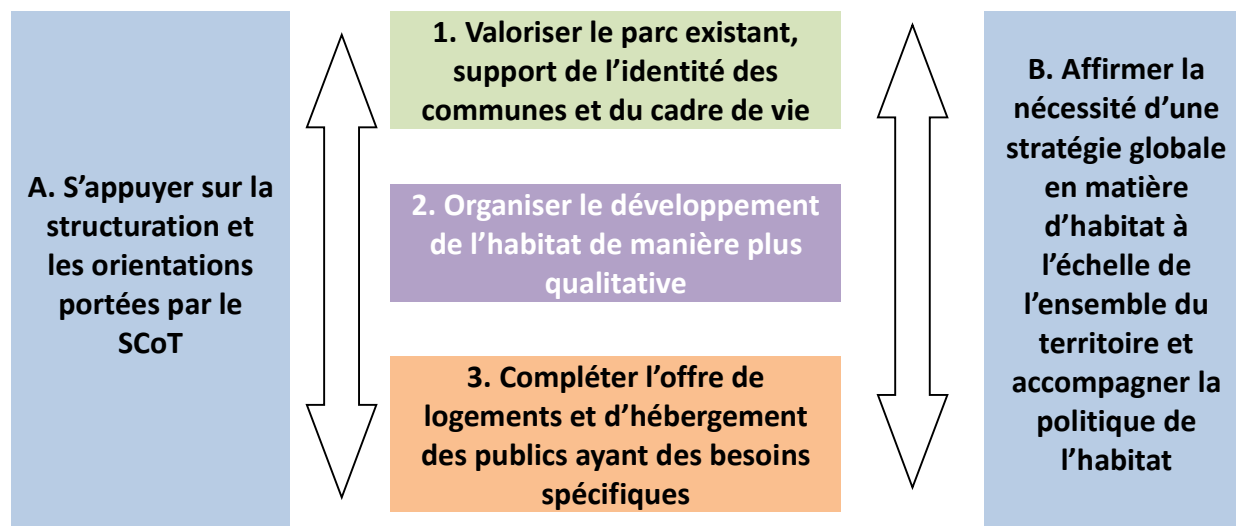 A. S’appuyer sur la
structuration et
les orientations
portées par le
SCoT
1. Valoriser le parc existant,
support de l’identité des
communes et du cadre de vie
2. Organiser le développement
de l’habitat de manière plus
qualitative
3. Compléter l’offre de
logements et d’hébergement
des publics ayant des besoins
spécifiques
B. Affirmer la
nécessité d’une
stratégie globale
en matière
d’habitat à
l’échelle de
l’ensemble du
territoire et
accompagner la
politique de
l’habitat